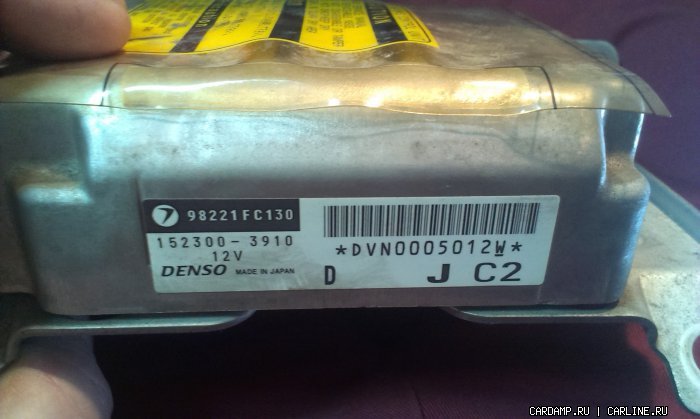 98221FC130
152300-3910
12V
DENSO MADE IN JAPAN
*DVN0005012W*
D J C2
CARDAMP.RU | CARLINE.RU